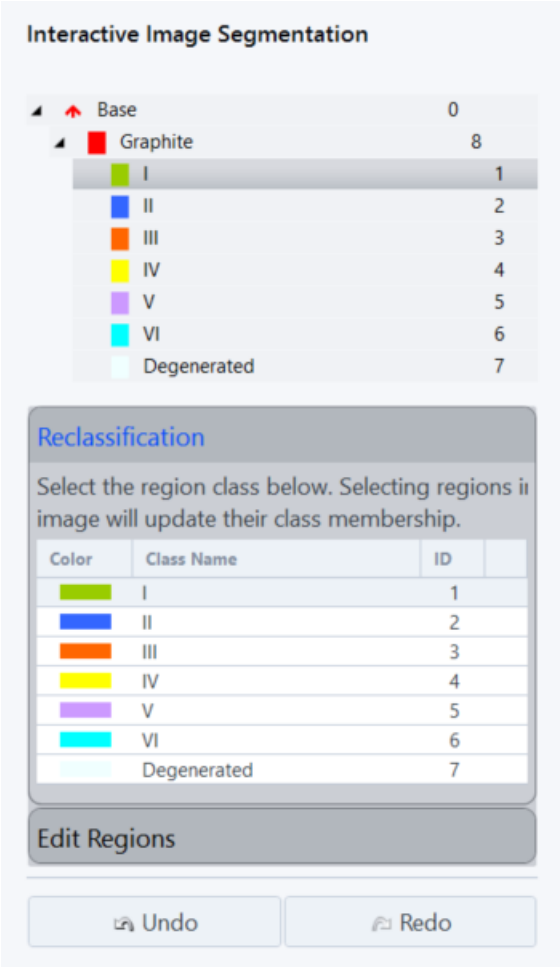 Interactive Image Segmentation
Base 0
Graphite 8
I 1
II 2
III 3
IV 4
V 5
VI 6
Degenerated 7
Reclassification
Select the region class below. Selecting regions in
image will update their class membership.
Color Class Name ID
I 1
II 2
III 3
IV 4
V 5
VI 6
Degenerated 7
Edit Regions
Undo Redo